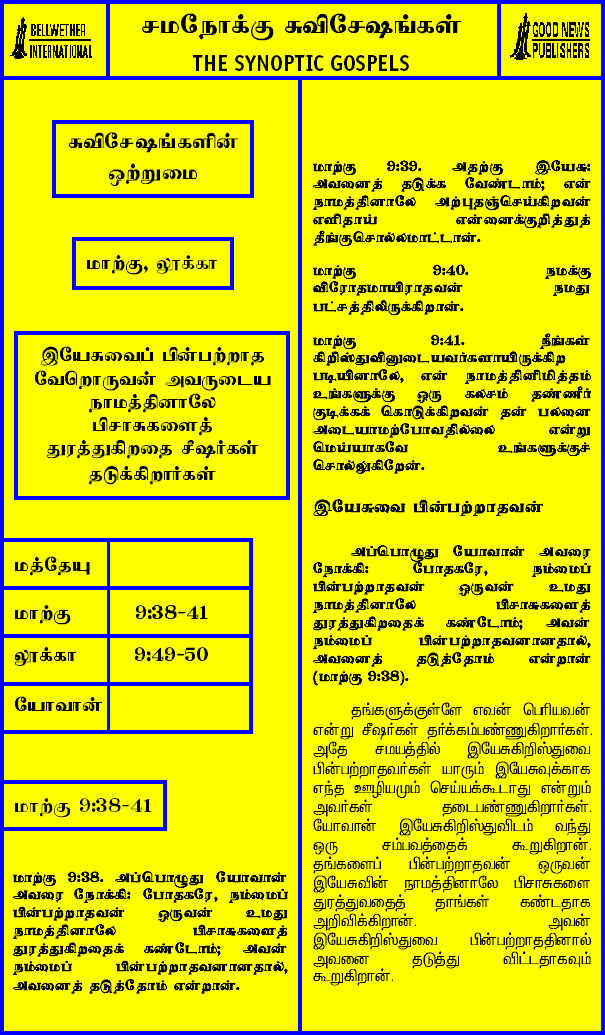 BELLWETHER
INTERNATIONAL
சமநோக்கு சுவிசேஷங்கள்
THE SYNOPTIC GOSPELS
GOOD NEWS
PUBLISHERS
சுவிசேஷங்களின்
ஒற்றுமை
மாற்கு, லூக்கா
இயேசுவைப் பின்பற்றாத
வேறொருவன் அவருடைய
நாமத்தினாலே
பிசாசுகளைத்
துரத்துகிறதை சீஷர்கள்
தடுக்கிறார்கள்
மத்தேயு
மாற்கு 9:38-41
லூக்கா 9:49-50
யோவான்
மாற்கு 9:38-41
மாற்கு 9:38. அப்பொழுது யோவான்
அவரை நோக்கி: போதகரே, நம்மைப்
பின்பற்றாதவன் ஒருவன் உமது
நாமத்தினாலே பிசாசுகளைத்
துரத்துகிறதைக் கண்டோம்; அவன்
நம்மைப் பின்பற்றாதவனானதால்,
அவனைத் தடுத்தோம் என்றான்.
மாற்கு 9:39. அதற்கு இயேசு:
அவனைத் தடுக்க வேண்டாம்; என்
நாமத்தினாலே அற்புதஞ்செய்கிறவன்
எளிதாய் என்னைக்குறித்துத்
தீங்குசொல்லமாட்டான்.
மாற்கு 9:40. நமக்கு
விரோதமாயிராதவன் நமது
பட்சத்திலிருக்கிறான்.
மாற்கு 9:41. நீங்கள்
கிறிஸ்துவினுடையவர்களாயிருக்கிற
படியினாலே, என் நாமத்தினிமித்தம்
உங்களுக்கு ஒரு கலசம் தண்ணீர்
குடிக்கக் கொடுக்கிறவன் தன் பலனை
அடையாமற்போவதில்லை என்று
மெய்யாகவே உங்களுக்குச்
சொல்லுகிறேன்.
இயேசுவை பின்பற்றாதவன்
அப்பொழுது யோவான் அவரை
நோக்கி: போதகரே, நம்மைப்
பின்பற்றாதவன் ஒருவன் உமது
நாமத்தினாலே பிசாசுகளைத்
துரத்துகிறதைக் கண்டோம்; அவன்
நம்மைப் பின்பற்றாதவனானதால்,
அவனைத் தடுத்தோம் என்றான்
(மாற்கு 9:38).
தங்களுக்குள்ளே எவன் பெரியவன்
என்று சீஷர்கள் தர்க்கம்பண்ணுகிறார்கள்.
அதே சமயத்தில் இயேசுகிறிஸ்துவை
பின்பற்றாதவர்கள் யாரும் இயேசுவுக்காக
எந்த ஊழியமும் செய்யக்கூடாது என்றும்
அவர்கள் தடைபண்ணுகிறார்கள்.
யோவான் இயேசுகிறிஸ்துவிடம் வந்து
ஒரு சம்பவத்தைக் கூறுகிறான்.
தங்களைப் பின்பற்றாதவன் ஒருவன்
இயேசுவின் நாமத்தினாலே பிசாசுகளை
துரத்துவதைத் தாங்கள் கண்டதாக
அறிவிக்கிறான். அவன்
இயேசுகிறிஸ்துவை பின்பற்றாததினால்
அவனை தடுத்து விட்டதாகவும்
கூறுகிறான்.